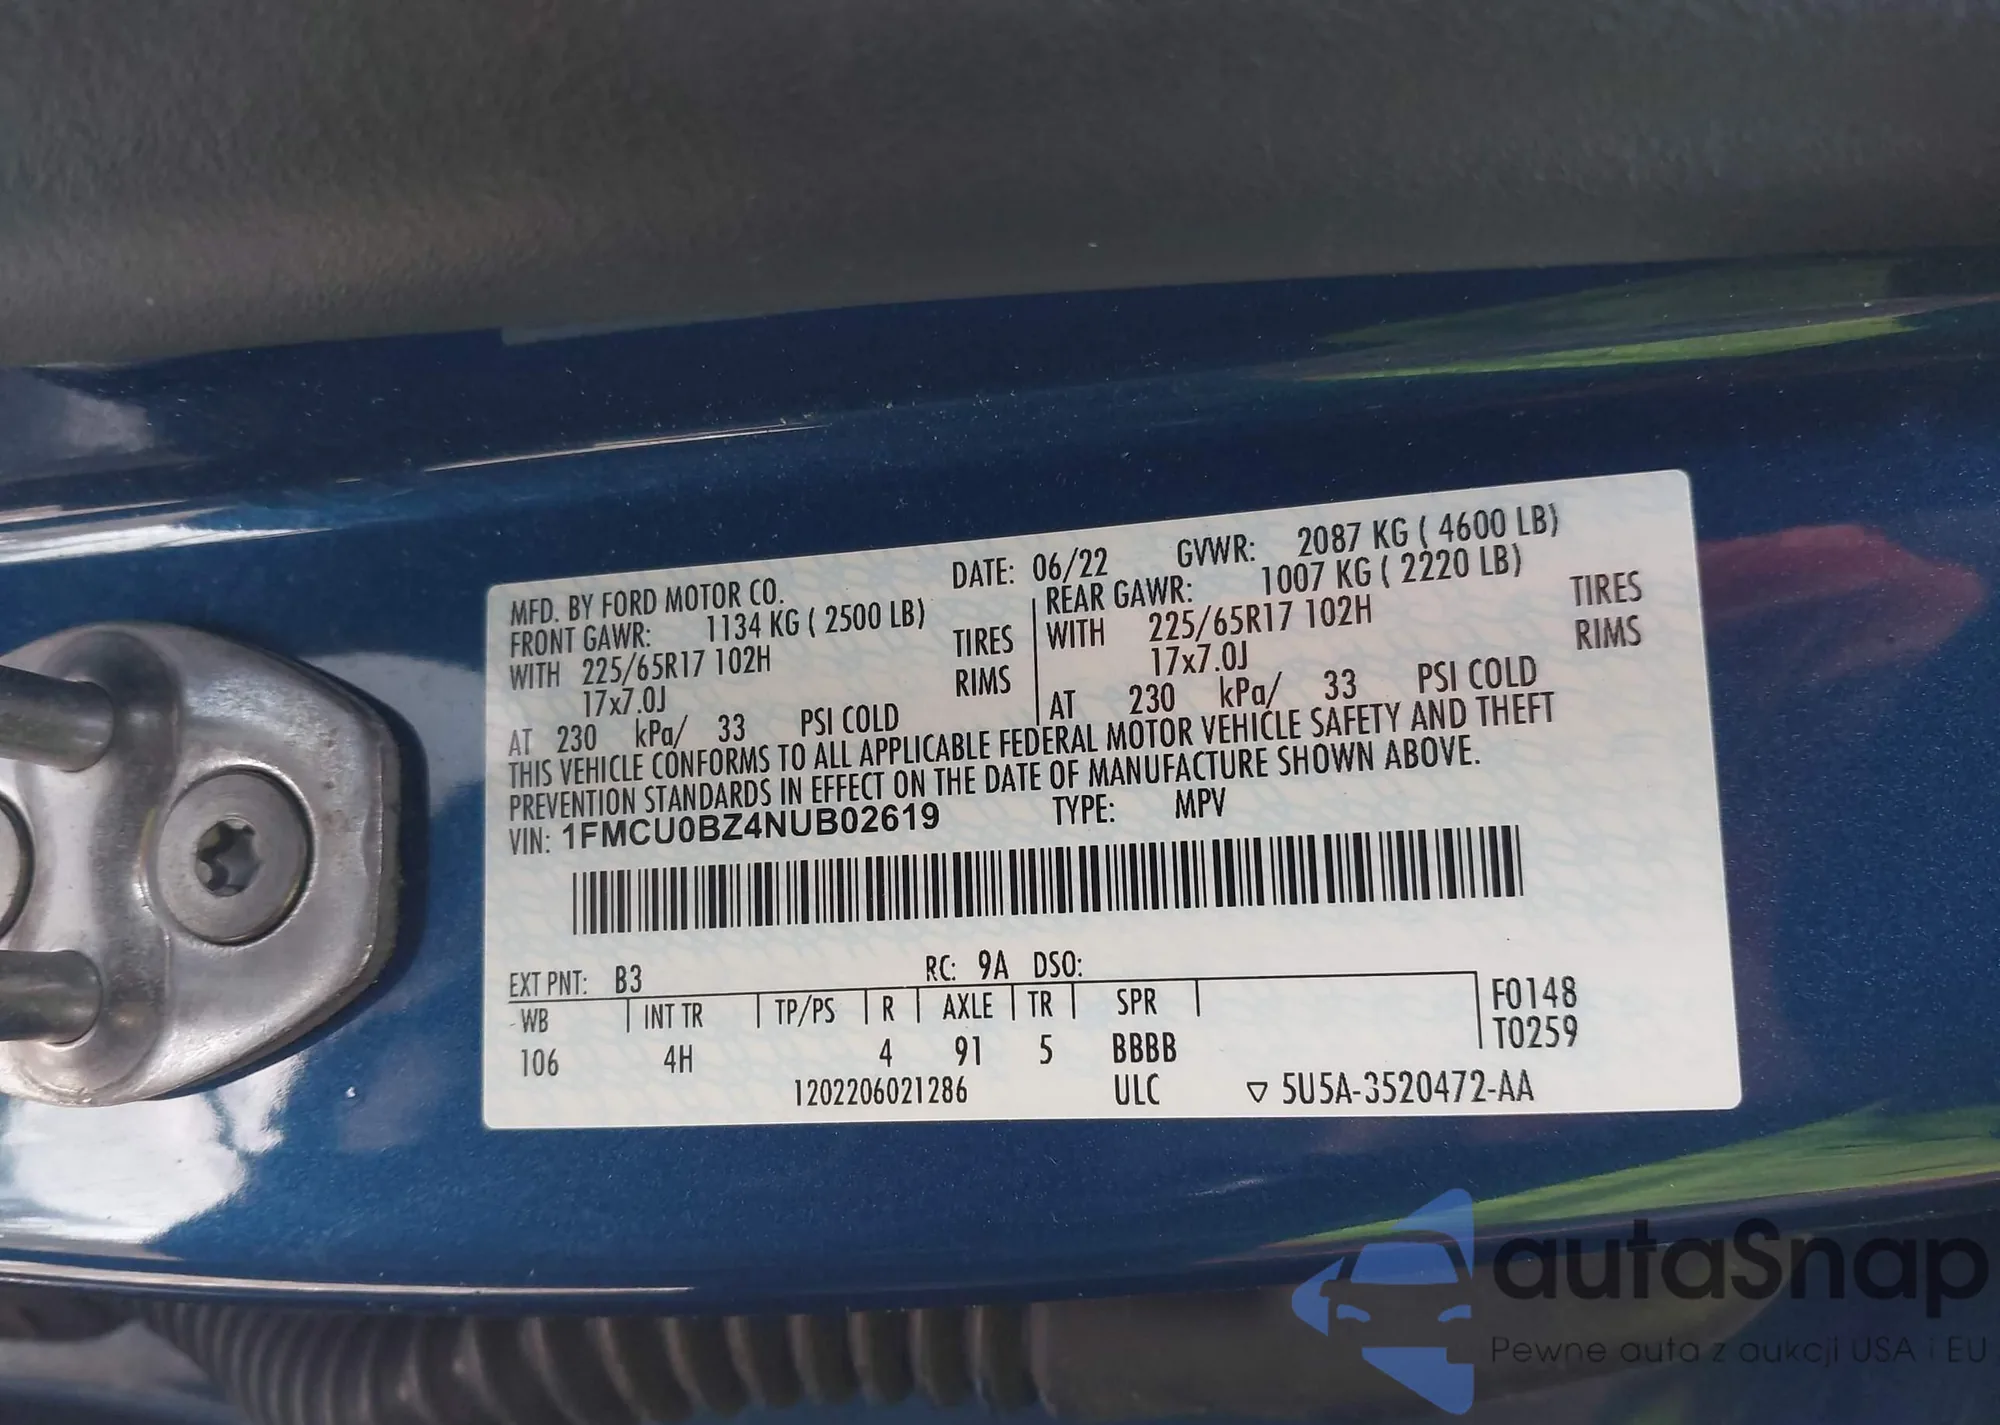 MFD. BY FORD MOTOR CO. DATE: 06/22 GVWR: 2087 KG ( 4600 LB)
FRONT GAWR: 1134 KG ( 2500 LB) REAR GAWR: 1007 KG ( 2220 LB)
WITH 225/65R17 102H TIRES WITH 225/65R17 102H TIRES
17x7.0J RIMS 17x7.0J RIMS
AT 230 kPa/ 33 PSI COLD AT 230 kPa/ 33 PSI COLD
THIS VEHICLE CONFORMS TO ALL APPLICABLE FEDERAL MOTOR VEHICLE SAFETY AND THEFT
PREVENTION STANDARDS IN EFFECT ON THE DATE OF MANUFACTURE SHOWN ABOVE.
VIN: 1FMCU0BZ4NUB02619 TYPE: MPV
EXT PNT: B3 RC: 9A DSO:
WB INT TR TP/PS R AXLE TR SPR F0148
T0259
106 4H 4 91 5 BBBB
1202206021286 ULC ▽ 5U5A-3520472-AA
autaSnap
Pewne auta z aukcji USA i EU